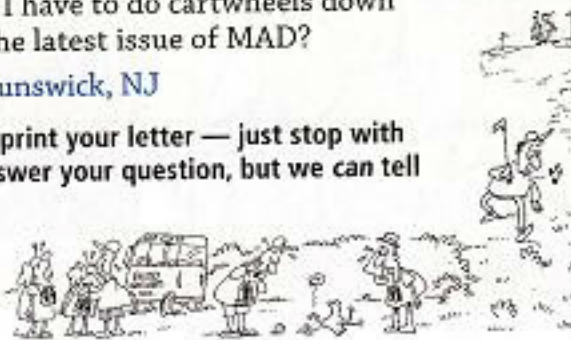 I have to do cartwheels down
he latest issue of MAD?
unswick, NJ
print your letter — just stop with
swer your question, but we can tell